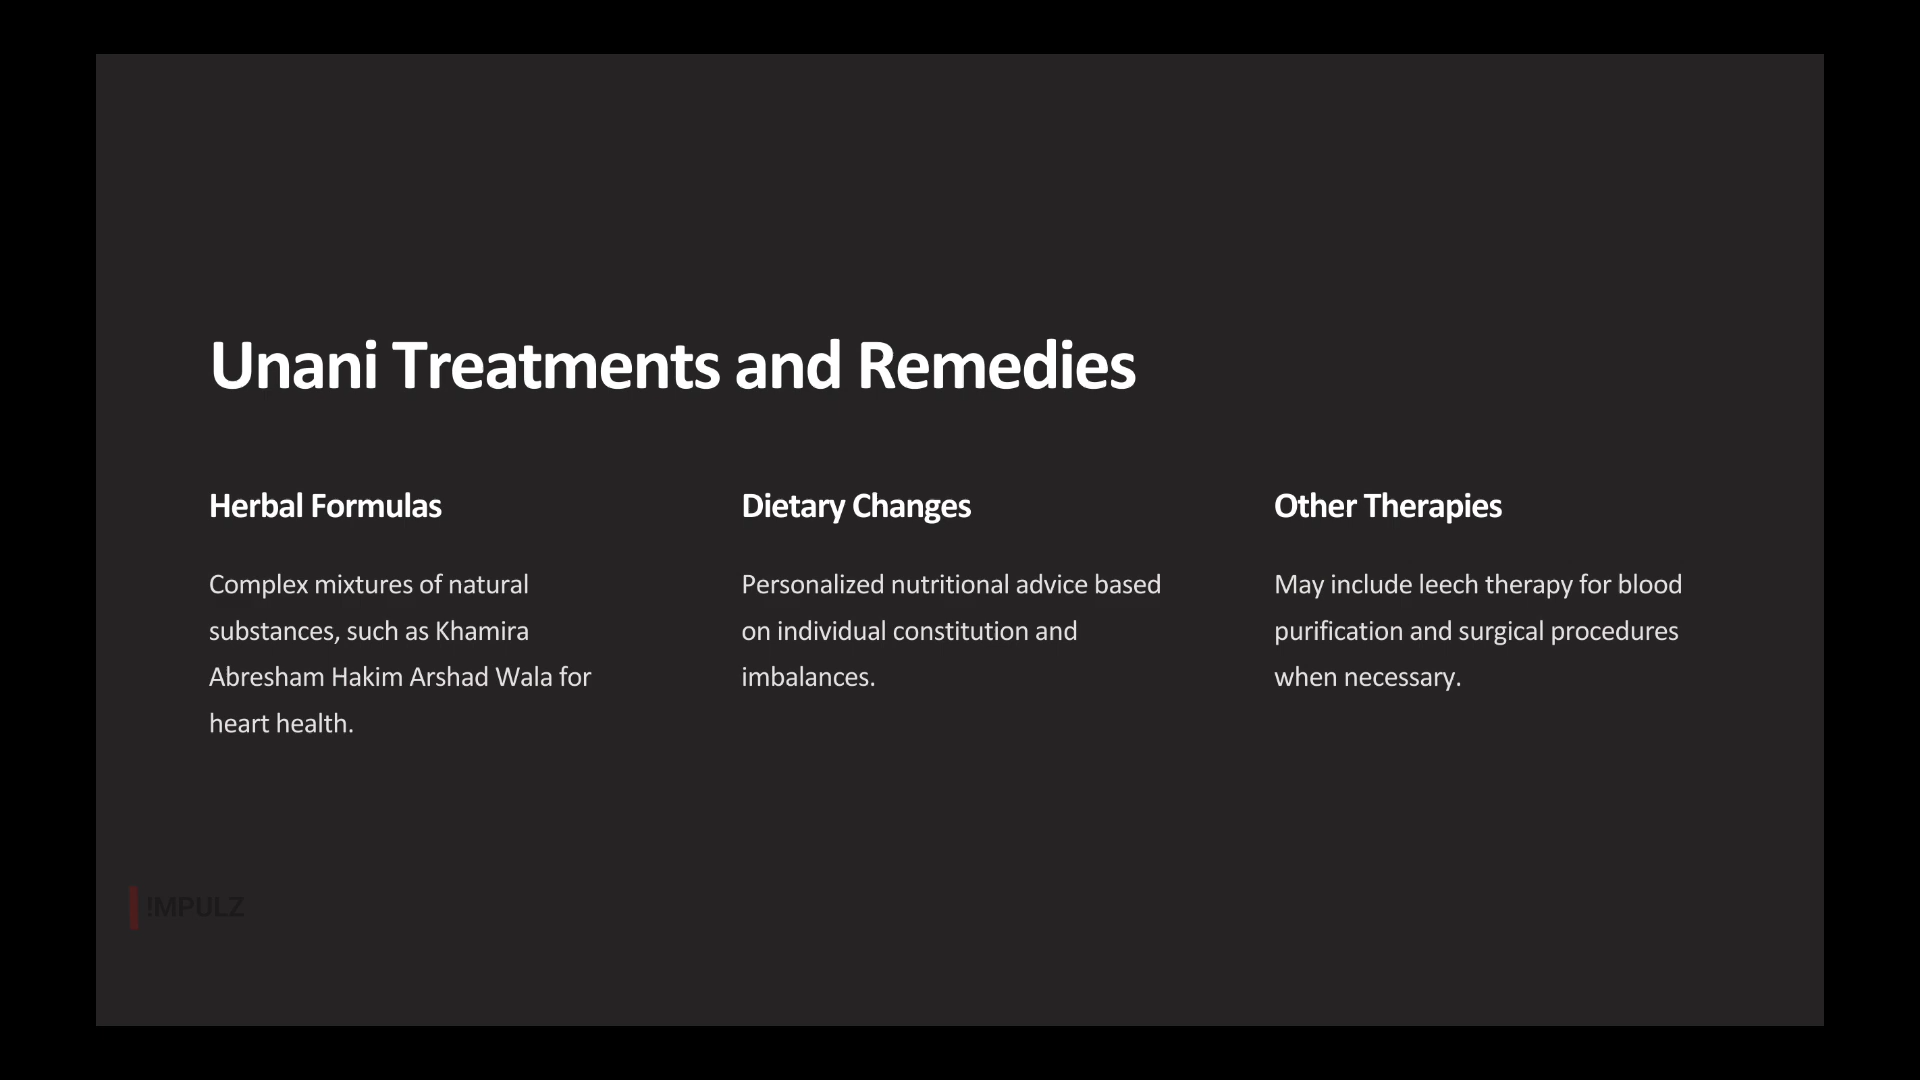 Unani Treatments and Remedies
Herbal Formulas
Complex mixtures of natural
substances, such as Khamira
Abresham Hakim Arshad Wala for
heart health.
Dietary Changes
Personalized nutritional advice based
on individual constitution and
imbalances.
Other Therapies
May include leech therapy for blood
purification and surgical procedures
when necessary.
!MPULZ